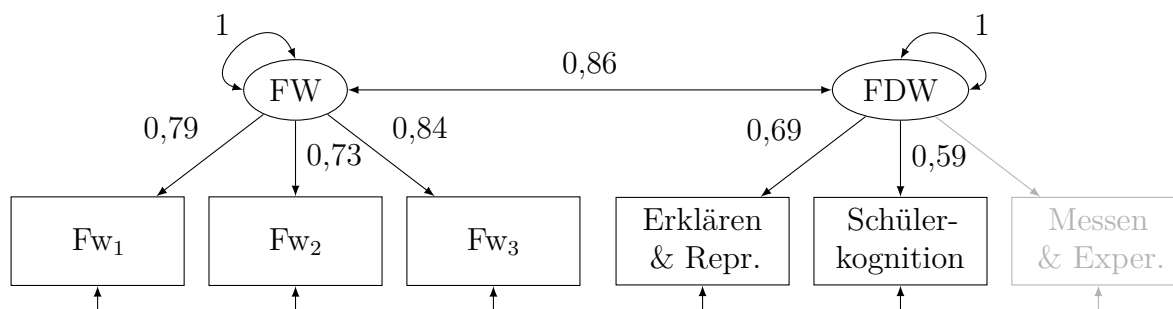 1
1
0,86
FW
FDW
0,79
0,84
0,69
0,73
0,59
Fw₁
Fw₂
Fw₃
Erklären
& Repr.
Schüler-
kognition
Messen
& Exper.